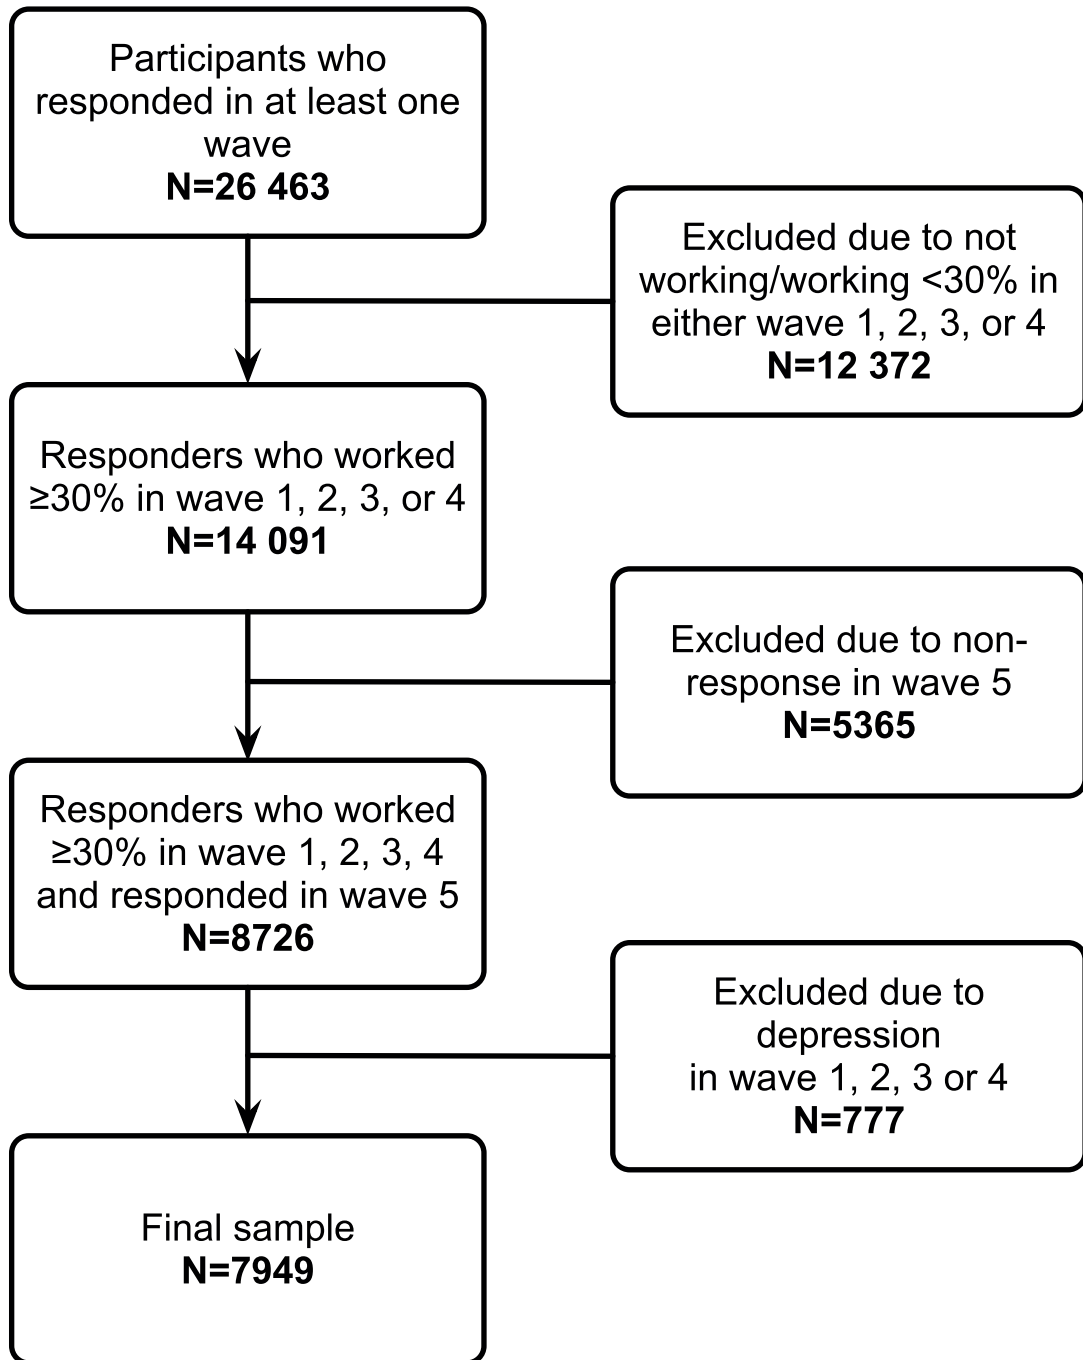 Participants who
responded in at least one
wave
N=26 463
Excluded due to not
working/working <30% in
either wave 1, 2, 3, or 4
N=12 372
Responders who worked
≥30% in wave 1, 2, 3, or 4
N=14 091
Excluded due to non-
response in wave 5
N=5365
Responders who worked
≥30% in wave 1, 2, 3, 4
and responded in wave 5
N=8726
Excluded due to
depression
in wave 1, 2, 3 or 4
N=777
Final sample
N=7949